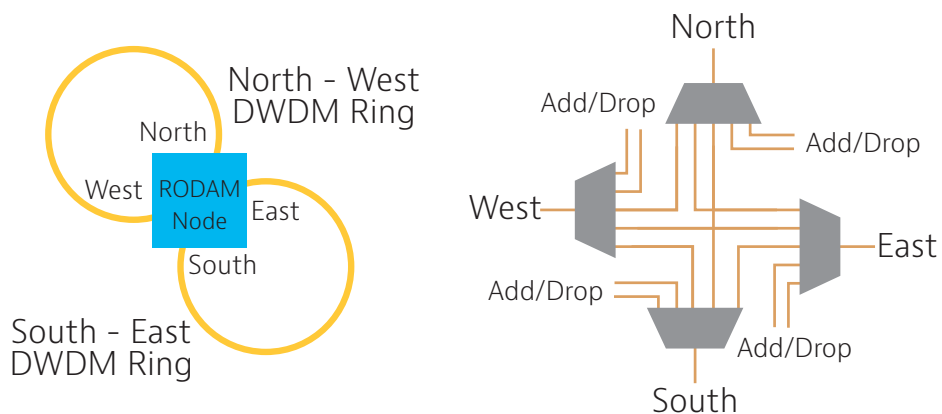 North - West
DWDM Ring
North
West
RODAM
Node
East
South
South - East
DWDM Ring
North
Add/Drop
Add/Drop
West
East
Add/Drop
Add/Drop
South